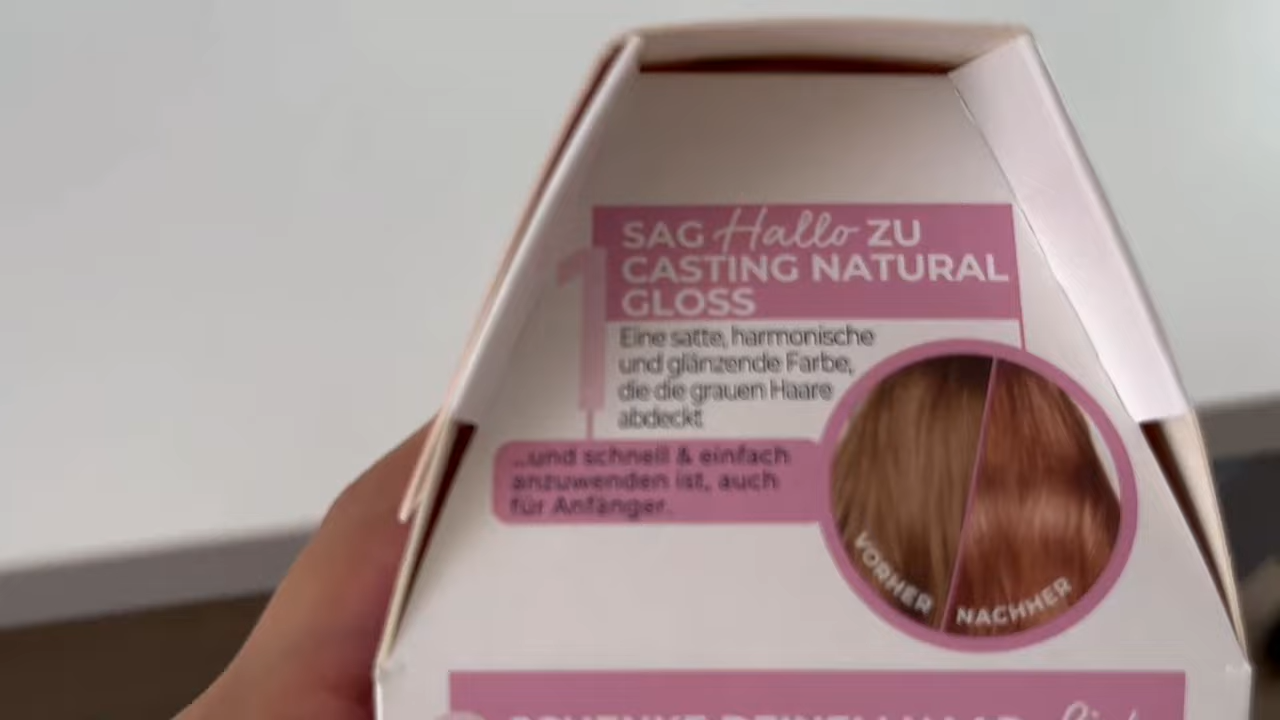 1
SAG Hallo ZU
CASTING NATURAL
GLOSS
Eine satte, harmonische
und glänzende Farbe,
die die grauen Haare
abdeckt
...und schnell & einfach
anzuwenden ist, auch
für Anfänger.
VORHER
NACHHER